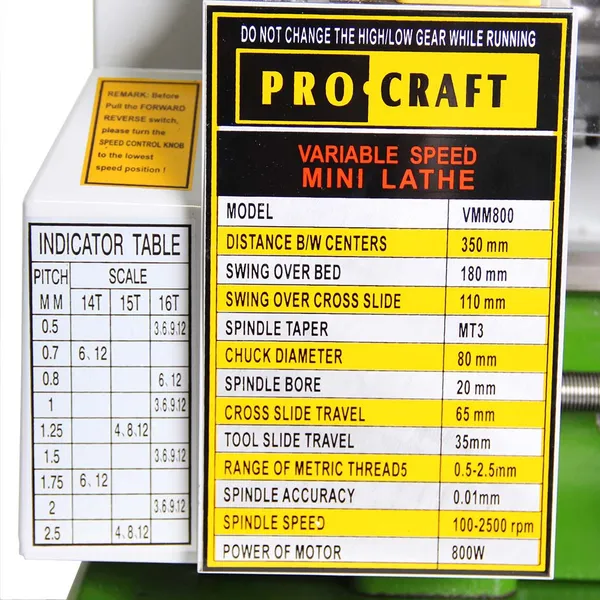 DO NOT CHANGE THE HIGH/LOW GEAR WHILE RUNNING
PRO·CRAFT
VARIABLE SPEED
MINI LATHE
MODEL VMM800
DISTANCE B/W CENTERS 350 mm
SWING OVER BED 180 mm
SWING OVER CROSS SLIDE 110 mm
SPINDLE TAPER MT3
CHUCK DIAMETER 80 mm
SPINDLE BORE 20 mm
CROSS SLIDE TRAVEL 65 mm
TOOL SLIDE TRAVEL 35mm
RANGE OF METRIC THREAD5 0.5-2.5mm
SPINDLE ACCURACY 0.01mm
SPINDLE SPEED 100-2500 rpm
POWER OF MOTOR 800W
REMARK: Before
Pull the FORWARD
REVERSE switch,
please turn the
SPEED CONTROL KNOB
to the lowest
speed position !
INDICATOR TABLE
PITCH SCALE
MM 14T 15T 16T
0.5 3.6.9.12
0.7 6、12
0.8 6、12
1 3.6.9.12
1.25 4、8、12
1.5 3.6.9.12
1.75 6、12
2 3.6.9.12
2.5 4、8、12